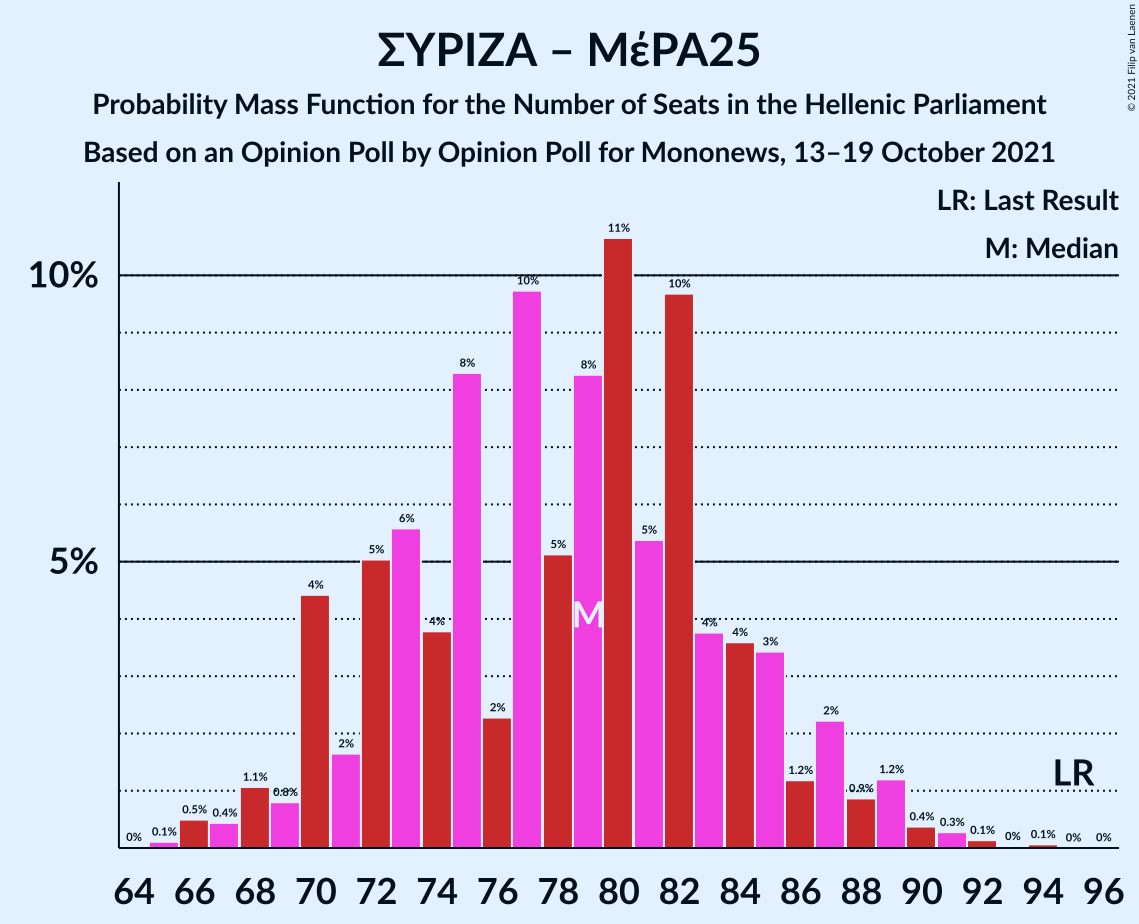 ΣΥΡΙΖΑ – ΜέΡΑ25
Probability Mass Function for the Number of Seats in the Hellenic Parliament
Based on an Opinion Poll by Opinion Poll for Mononews, 13–19 October 2021
© 2021 Filip van Laenen
LR: Last Result
M: Median
10%
5%
0% 0.1% 0.5% 0.4% 1.1% 0.8% 4% 2% 5% 6% 4% 8% 2% 10% 5% 8% 11% 5% 10% 4% 4% 3% 1.2% 2% 0.9% 1.2% 0.4% 0.3% 0.1% 0% 0.1% 0% 0%
M
LR
64 66 68 70 72 74 76 78 80 82 84 86 88 90 92 94 96